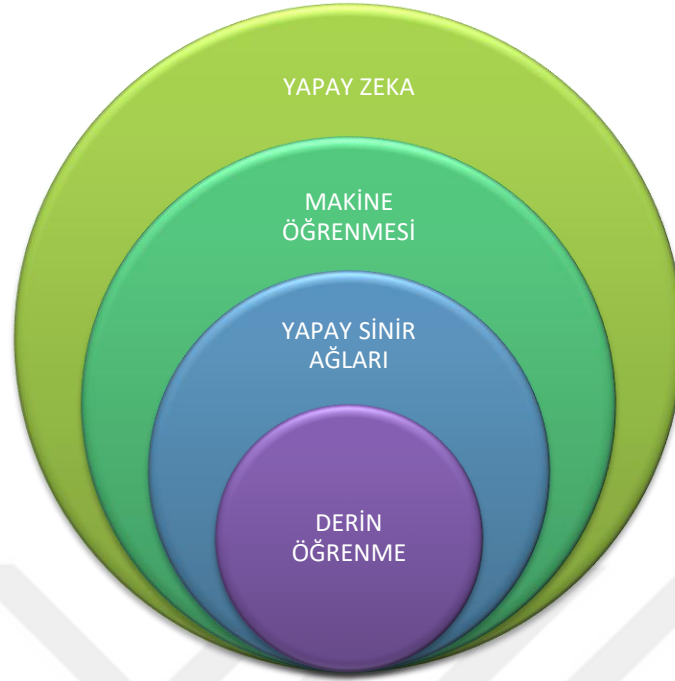 YAPAY ZEKA
MAKİNE
ÖĞRENMESİ
YAPAY SİNİR
AĞLARI
DERİN
ÖĞRENME